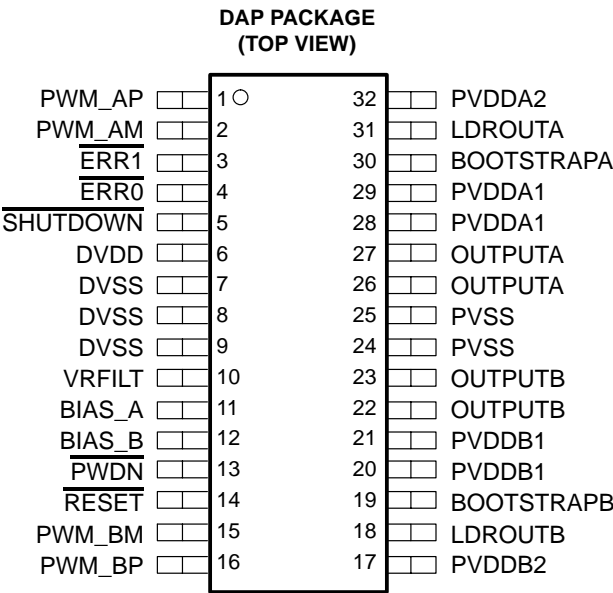 DAP PACKAGE
(TOP VIEW)
PWM_AP 1 32 PVDDA2
PWM_AM 2 31 LDROUTA
ERR1 3 30 BOOTSTRAPA
ERR0 4 29 PVDDA1
SHUTDOWN 5 28 PVDDA1
DVDD 6 27 OUTPUTA
DVSS 7 26 OUTPUTA
DVSS 8 25 PVSS
DVSS 9 24 PVSS
VRFILT 10 23 OUTPUTB
BIAS_A 11 22 OUTPUTB
BIAS_B 12 21 PVDDB1
PWDN 13 20 PVDDB1
RESET 14 19 BOOTSTRAPB
PWM_BM 15 18 LDROUTB
PWM_BP 16 17 PVDDB2